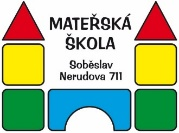 MATEŘSKÁ
ŠKOLA
Soběslav
Nerudova 711